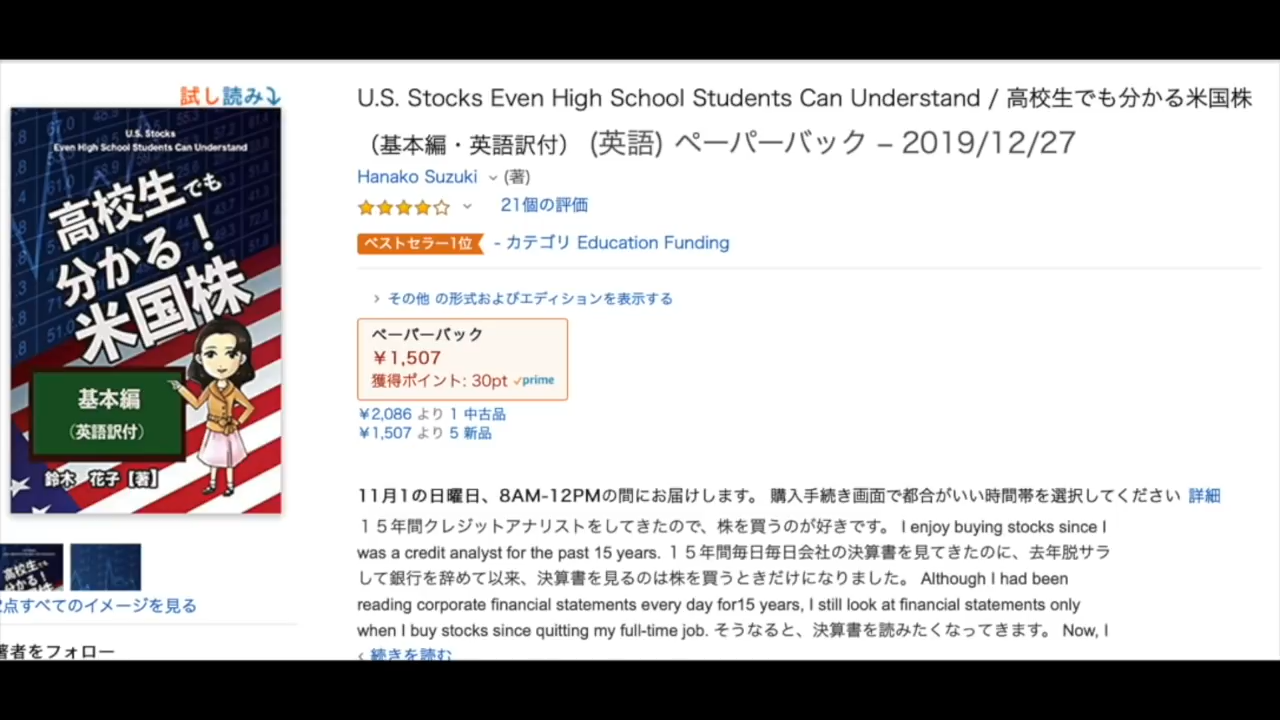 試し読み
U.S. Stocks
Even High School Students Can Understand
高校生でも
分かる！
米国株
基本編
（英語訳付）
鈴木 花子【著】
点すべてのイメージを見る
著者をフォロー
U.S. Stocks Even High School Students Can Understand / 高校生でも分かる米国株
（基本編・英語訳付） (英語) ペーパーバック – 2019/12/27
Hanako Suzuki (著)
21個の評価
ベストセラー1位 - カテゴリ Education Funding
› その他 の形式およびエディションを表示する
ペーパーバック
￥1,507
獲得ポイント: 30pt prime
￥2,086 より 1 中古品
￥1,507 より 5 新品
11月1の日曜日、8AM-12PMの間にお届けします。 購入手続き画面で都合がいい時間帯を選択してください 詳細
１５年間クレジットアナリストをしてきたので、株を買うのが好きです。 I enjoy buying stocks since I
was a credit analyst for the past 15 years. １５年間毎日毎日会社の決算書を見てきたのに、去年脱サラ
して銀行を辞めて以来、決算書を見るのは株を買うときだけになりました。 Although I had been
reading corporate financial statements every day for15 years, I still look at financial statements only
when I buy stocks since quitting my full-time job. そうなると、決算書を読みたくなってきます。 Now, I
‹ 続きを読む